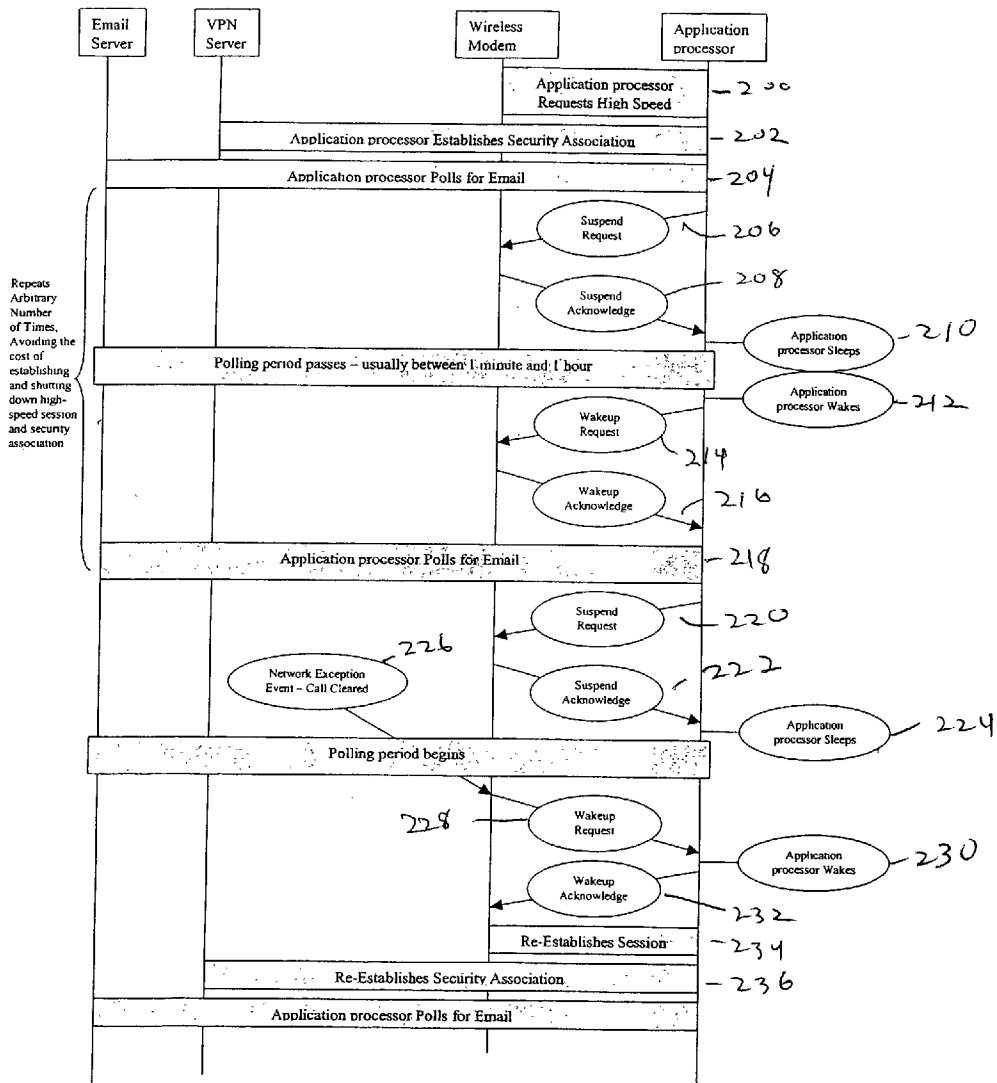 Email
Server
VPN
Server
Wireless
Modem
Application
processor
Application processor
Requests High Speed
200
Application processor Establishes Security Association
202
Application processor Polls for Email
204
Suspend
Request
206
Suspend
Acknowledge
208
Repeats
Arbitrary
Number
of Times,
Avoiding the
cost of
establishing
and shutting
down high-
speed session
and security
association
Application
processor Sleeps
210
Polling period passes – usually between 1 minute and 1 hour
Application
processor Wakes
212
Wakeup
Request
214
Wakeup
Acknowledge
216
Application processor Polls for Email
218
Suspend
Request
220
226
Network Exception
Event – Call Cleared
Suspend
Acknowledge
222
Application
processor Sleeps
224
Polling period begins
228
Wakeup
Request
Application
processor Wakes
230
Wakeup
Acknowledge
232
Re-Establishes Session
234
Re-Establishes Security Association
236
Application processor Polls for Email